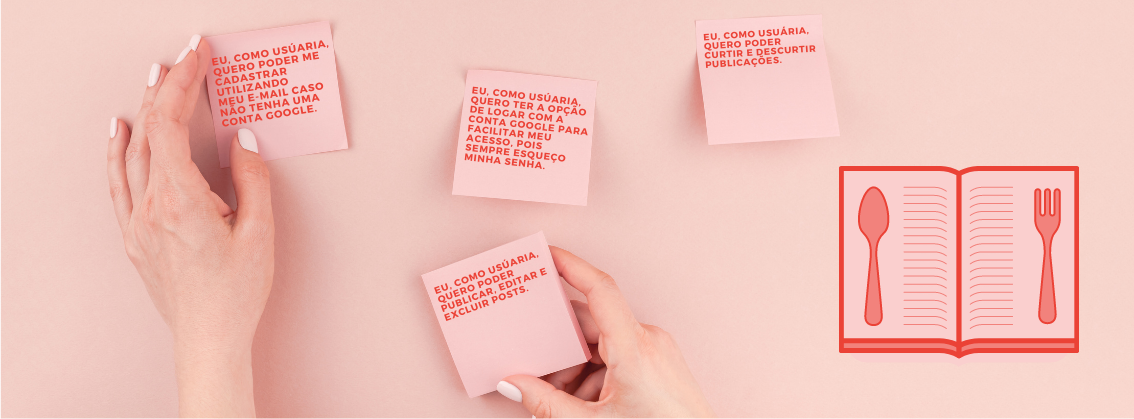 EU, COMO USÚARIA,
QUERO PODER ME
CADASTRAR
UTILIZANDO
MEU E-MAIL CASO
NÃO TENHA UMA
CONTA GOOGLE.
EU, COMO USÚARIA,
QUERO TER A OPÇÃO
DE LOGAR COM A
CONTA GOOGLE PARA
FACILITAR MEU
ACESSO, POIS
SEMPRE ESQUEÇO
MINHA SENHA.
EU, COMO USUÁRIA,
QUERO PODER
CURTIR E DESCURTIR
PUBLICAÇÕES.
EU, COMO USÚARIA,
QUERO PODER
PUBLICAR, EDITAR E
EXCLUIR POSTS.